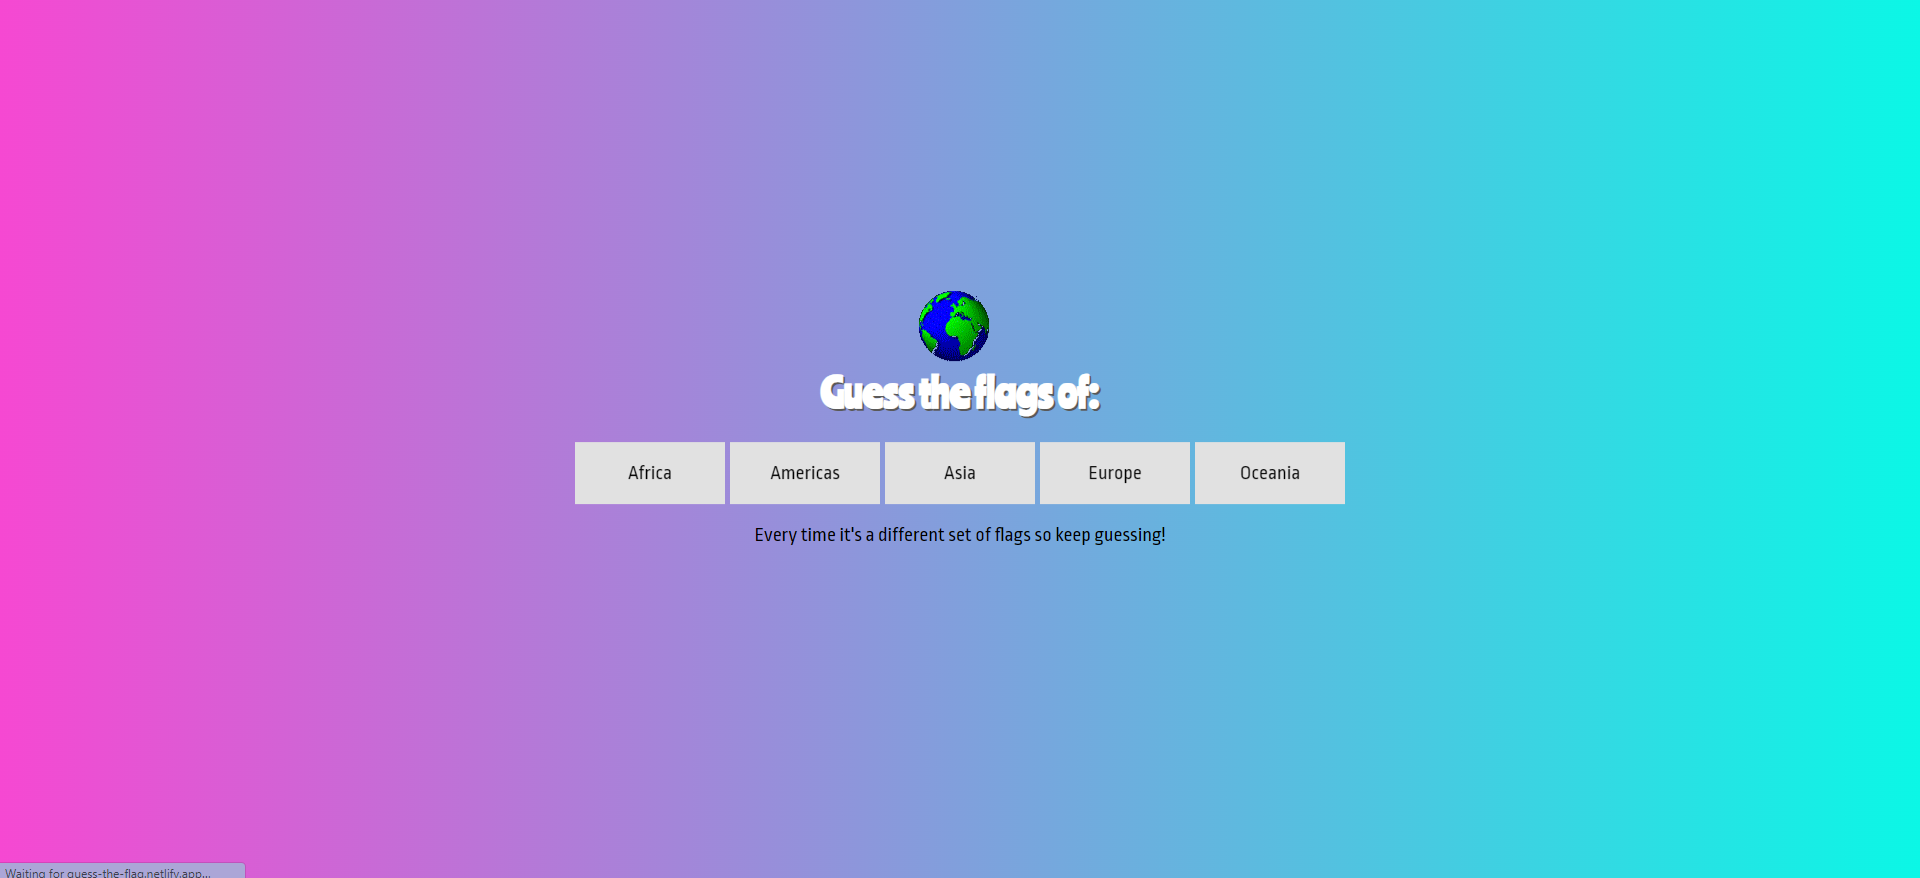 Guess the flags of:
Africa
Americas
Asia
Europe
Oceania
Every time it's a different set of flags so keep guessing!
Waiting for guess-the-flag.netlify.app...